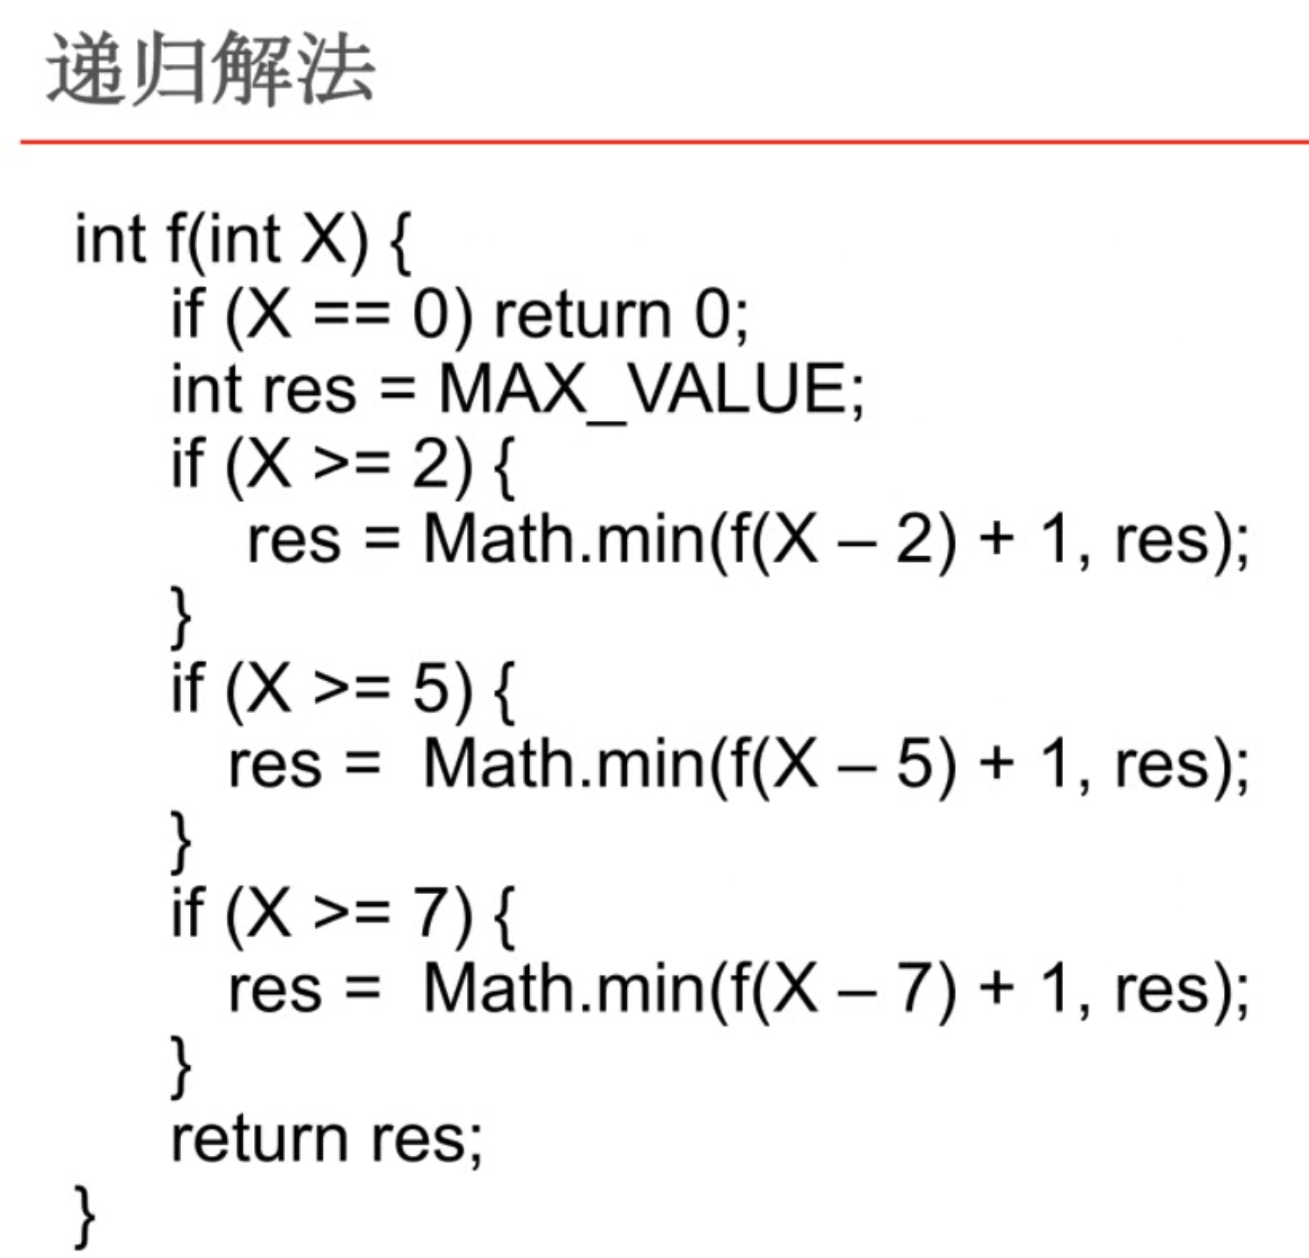 递归解法
int f(int X) {
if (X == 0) return 0;
int res = MAX_VALUE;
if (X >= 2) {
res = Math.min(f(X – 2) + 1, res);
}
if (X >= 5) {
res =  Math.min(f(X – 5) + 1, res);
}
if (X >= 7) {
res =  Math.min(f(X – 7) + 1, res);
}
return res;
}